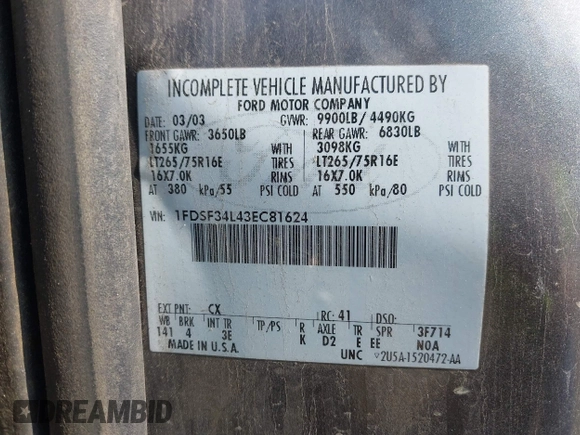 INCOMPLETE VEHICLE MANUFACTURED BY
FORD MOTOR COMPANY
DATE: 03/03 GVWR: 9900LB/ 4490KG
FRONT GAWR: 3650LB REAR GAWR: 6830LB
1655KG WITH 3098KG WITH
LT265/75R16E TIRES LT265/75R16E TIRES
16X7.0K RIMS 16X7.0K RIMS
AT 380 kPa/55 PSI COLD AT 550 kPa/80 PSI COLD
VIN: 1FDSF34L43EC81624
EXT PNT: CX RC: 41 DSO:
WB BRK INT TR TP/PS R AXLE TR SPR 3F714
141 4 3E K D2 E EE NOA
MADE IN U.S.A. UNC 2U5A-1520472-AA
DREAMBID